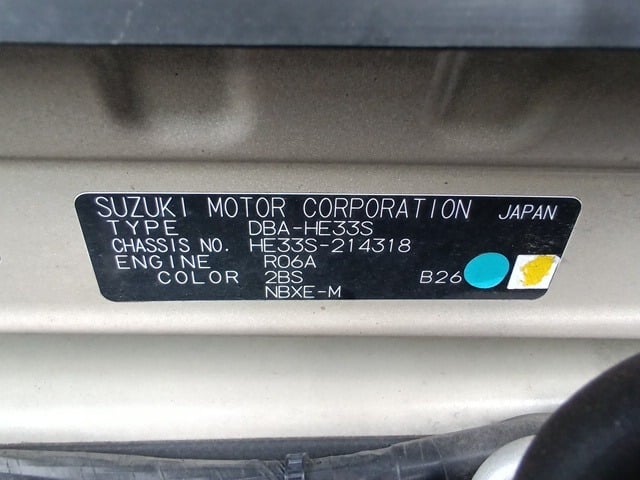 SUZUKI MOTOR CORPORATION JAPAN
TYPE DBA-HE33S
CHASSIS NO. HE33S-214318
ENGINE R06A
COLOR 2BS B26
NBXE-M